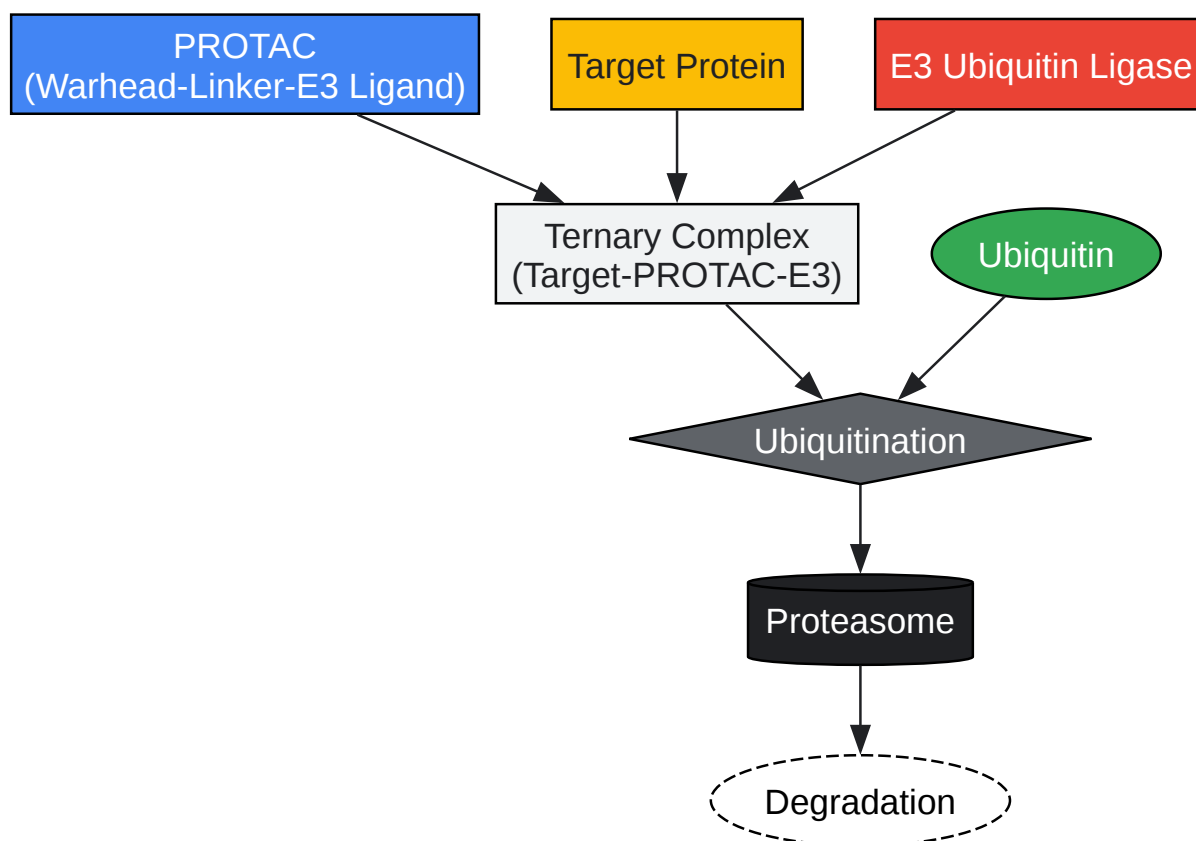 PROTAC
(Warhead-Linker-E3 Ligand)
Target Protein
E3 Ubiquitin Ligase
Ternary Complex
(Target-PROTAC-E3)
Ubiquitin
Ubiquitination
Proteasome
Degradation